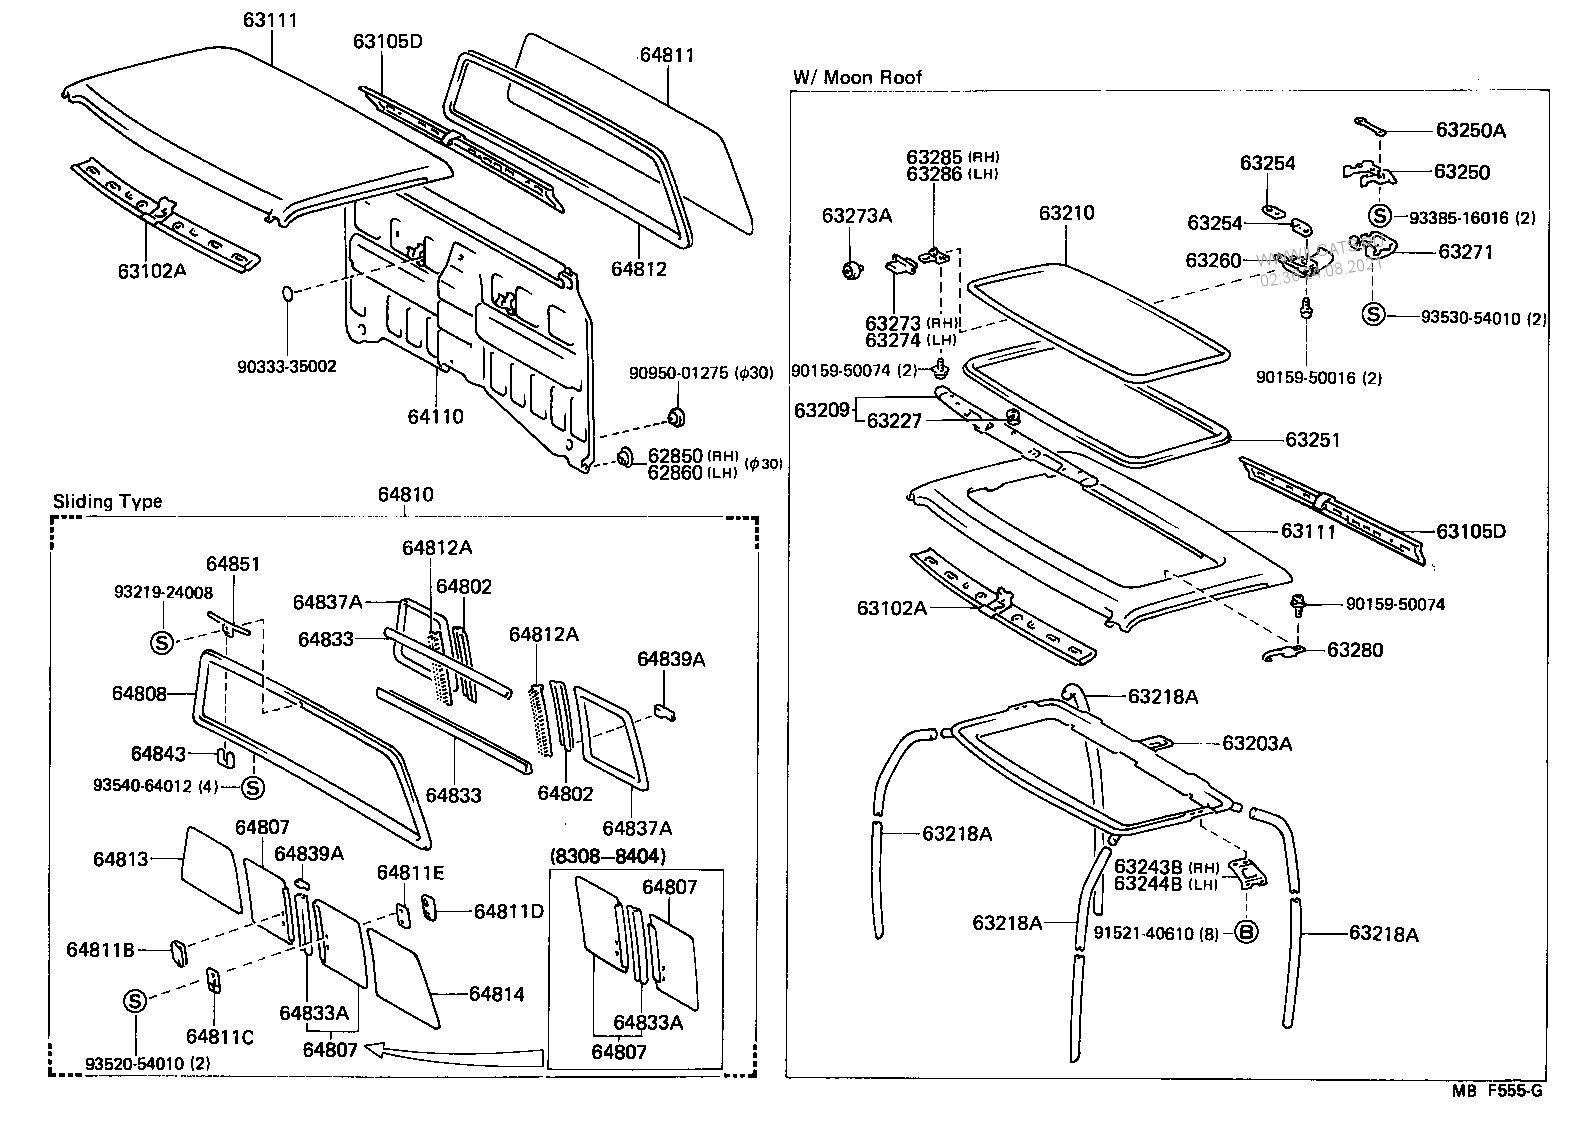 63111
63105D
64811
63102A
64812
90333-35002
64110
90950-01275 (φ30)
62850 (RH)
62860 (LH)
(φ30)
Sliding Type
64810
64812A
64851
93219-24008
64837A
64802
64833
64812A
64839A
64808
64843
93540-64012 (4)
S
S
64833
64802
64837A
64807
64813
64839A
64811E
64811D
64811B
S
64811C
93520-54010 (2)
64833A
64807
64814
(8308-8404)
64807
64833A
64807
W/ Moon Roof
63250A
63285 (RH)
63286 (LH)
63254
63250
63273A
63210
63254
S
93385-16016 (2)
63260
63271
63273 (RH)
63274 (LH)
S
93530-54010 (2)
90159-50074 (2)
90159-50016 (2)
63209
63227
63251
63111
63105D
63102A
90159-50074
63280
63218A
63203A
63218A
63243B (RH)
63244B (LH)
63218A
91521-40610 (8)
B
63218A
MB F555-G